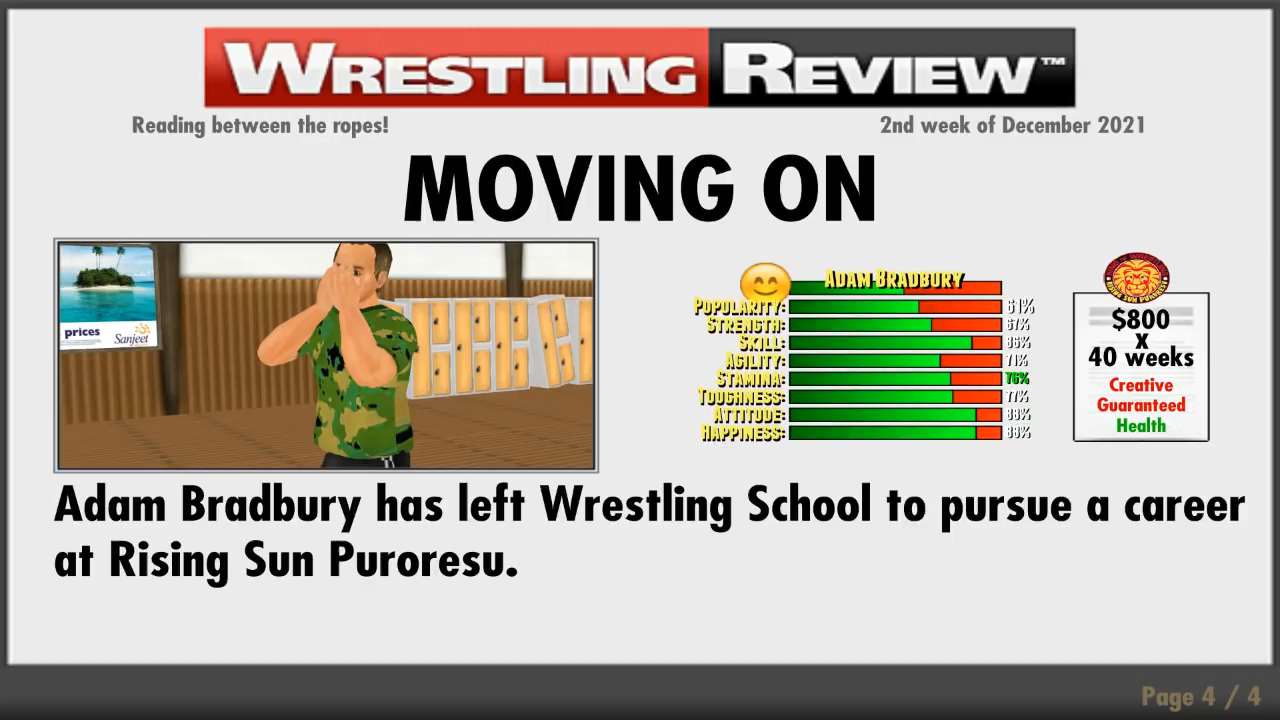 WRESTLING REVIEW™
Reading between the ropes!
2nd week of December 2021
MOVING ON
prices
Sanjeet
ADAM BRADBURY
POPULARITY: 61%
STRENGTH: 67%
SKILL: 86%
AGILITY: 71%
STAMINA: 76%
TOUGHNESS: 77%
ATTITUDE: 88%
HAPPINESS: 88%
$800
X
40 weeks
Creative
Guaranteed
Health
Adam Bradbury has left Wrestling School to pursue a career
at Rising Sun Puroresu.
Page 4 / 4